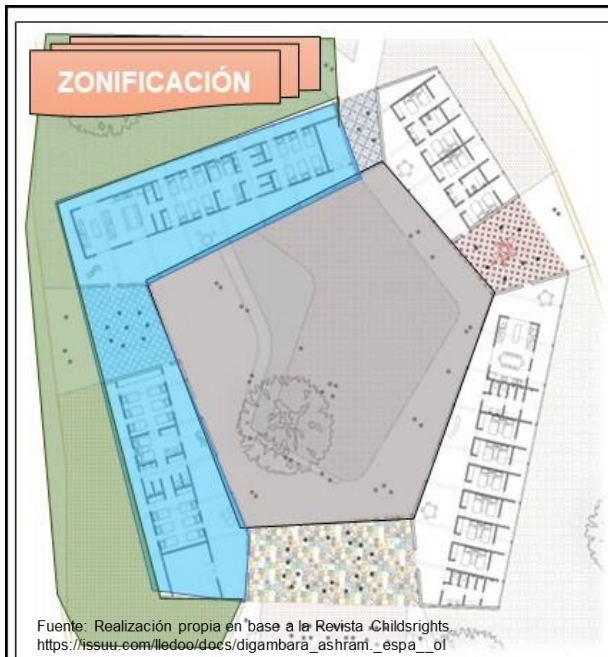 ZONIFICACIÓN
Fuente: Realización propia en base a la Revista Childsrights.
https://issuu.com/lledoo/docs/digambara_ashram._espa__ol